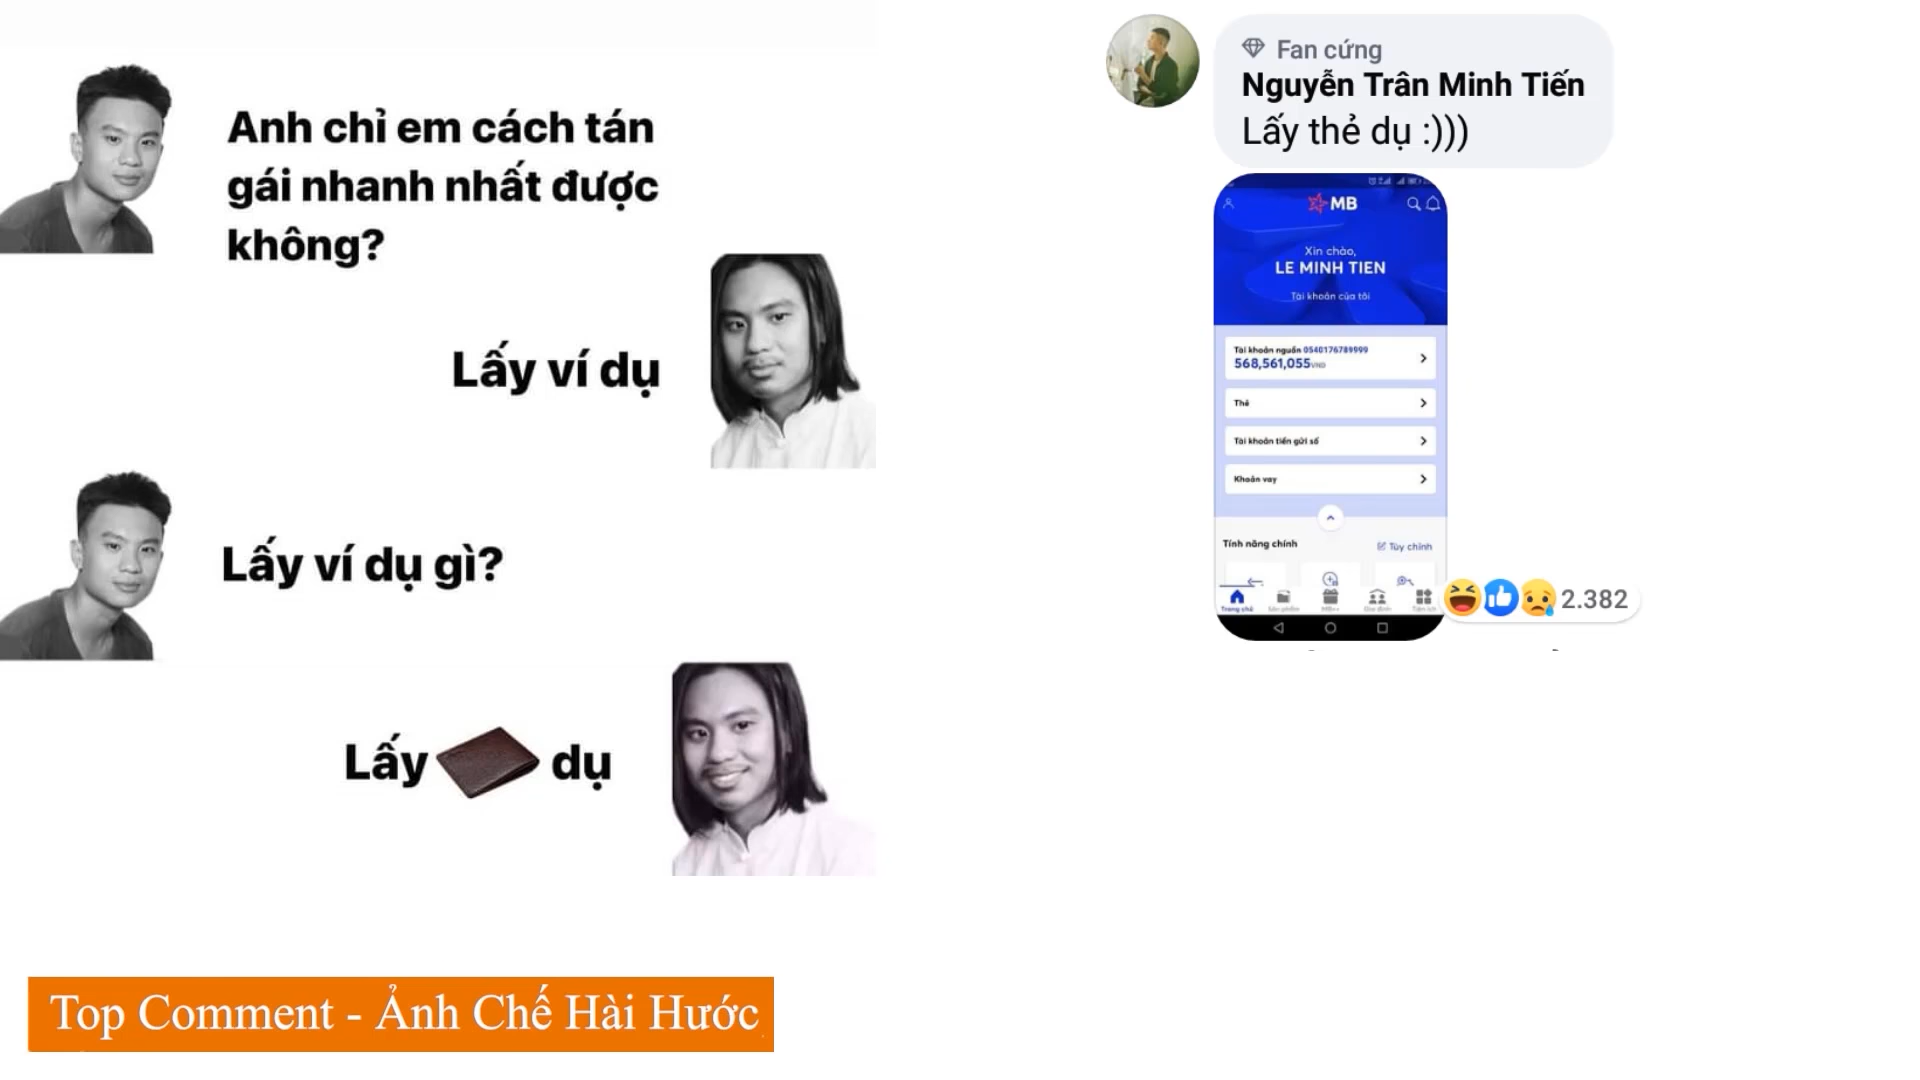 Anh chỉ em cách tán
gái nhanh nhất được
không?
Lấy ví dụ
Lấy ví dụ gì?
Lấy dụ
Top Comment - Ảnh Chế Hài Hước
Fan cứng
Nguyễn Trân Minh Tiến
Lấy thẻ dụ :)))
MB
Xin chào,
LE MINH TIEN
Tài khoản của tôi
Tài khoản nguồn 0540176789999
568,561,055VND
Thẻ
Tài khoản tiền gửi số
Khoản vay
Tính năng chính
Tùy chỉnh
Trang chủ
2.382